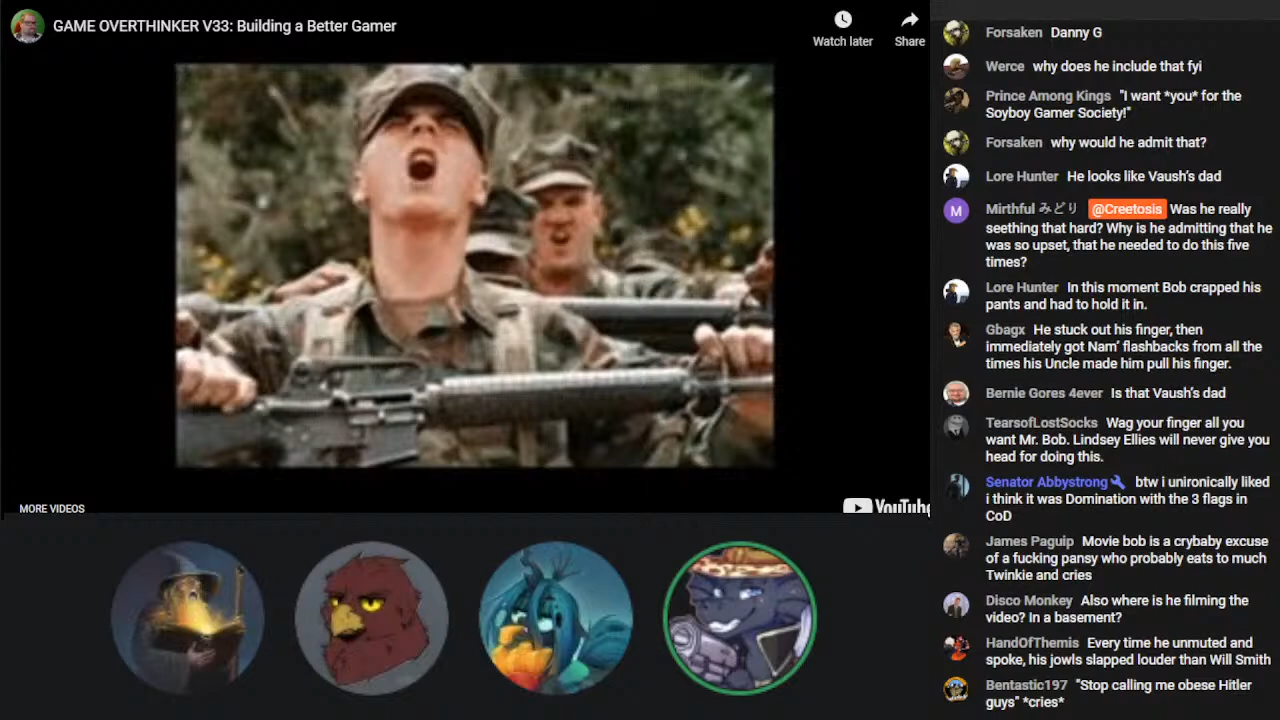 GAME OVERTHINKER V33: Building a Better Gamer
Watch later
Share
MORE VIDEOS
YouTube
Forsaken Danny G
Werce why does he include that fyi
Prince Among Kings "I want *you* for the
Soyboy Gamer Society!"
Forsaken why would he admit that?
Lore Hunter He looks like Vaush's dad
M
Mirthful みどり @Creetosis Was he really
seething that hard? Why is he admitting that he
was so upset, that he needed to do this five
times?
Lore Hunter In this moment Bob crapped his
pants and had to hold it in.
Gbagx He stuck out his finger, then
immediately got Nam' flashbacks from all the
times his Uncle made him pull his finger.
Bernie Gores 4ever Is that Vaush's dad
TearsofLostSocks Wag your finger all you
want Mr. Bob. Lindsey Ellies will never give you
head for doing this.
Senator Abbystrong btw i unironically liked
i think it was Domination with the 3 flags in
CoD
James Paguip Movie bob is a crybaby excuse
of a fucking pansy who probably eats to much
Twinkie and cries
Disco Monkey Also where is he filming the
video? In a basement?
HandOfThemis Every time he unmuted and
spoke, his jowls slapped louder than Will Smith
Bentastic197 "Stop calling me obese Hitler
guys" *cries*